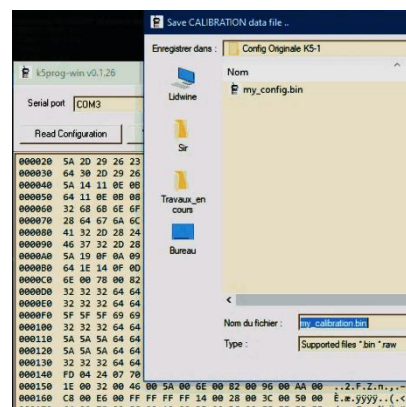 Save CALIBRATION data file ..
Enregistrer dans : Config Originale K5-1
k5prog-win v0.1.26
Nom
my_config.bin
Lidwine
Serial port COM3
Read Configuration
Sir
Travaux_en cours
Bureau
000020 5A 2D 29 26 23
000030 64 30 2D 29 26
000040 5A 14 11 0E 0B
000050 64 11 0E 0B 08
000060 32 68 6B 6E 6F
000070 28 64 67 6A 6C
000080 41 32 2D 28 24
000090 46 37 32 2D 28
0000A0 5A 19 0F 0A 09
0000B0 64 1E 14 0F 0D
0000C0 6E 00 78 00 82
0000D0 32 32 32 64 64
0000E0 32 32 32 64 64
0000F0 5F 5F 5F 69 69
000100 32 32 32 64 64
000110 5A 5A 5A 64 64
000120 5A 5A 5A 64 64
000130 32 32 32 64 64
000140 FD 04 24 07 70
Nom du fichier : my_calibration.bin
Type : Supported files *.bin *.raw
000150 1E 00 32 00 46 00 5A 00 6E 00 82 00 96 00 AA 00 ..2.F.Z.n.,.–
000160 C8 00 E6 00 FF FF FF FF 14 00 28 00 3C 00 50 00 È.æ.ÿÿÿÿ..(.<